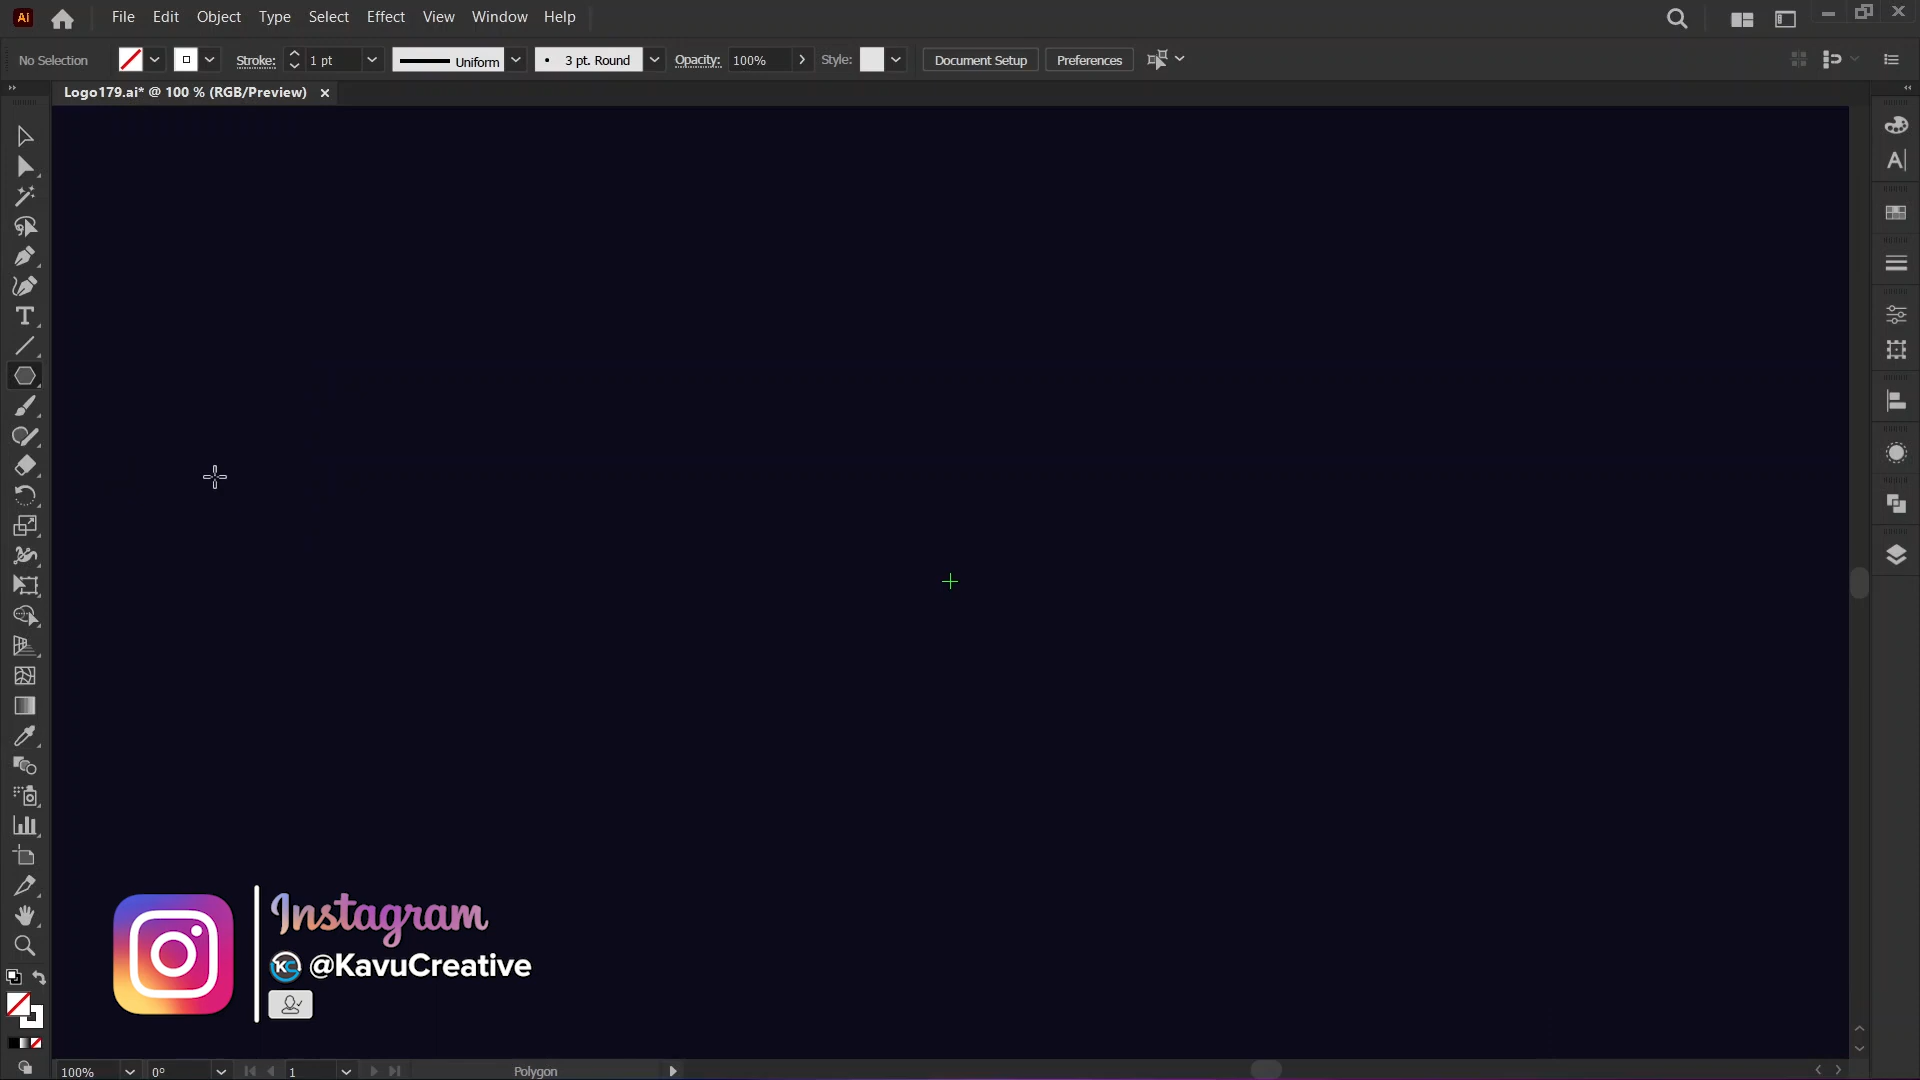 Ai File Edit Object Type Select Effect View Window Help
No Selection Stroke: 1 pt Uniform 3 pt. Round Opacity: 100% Style: Document Setup Preferences
Logo179.ai* @ 100 % (RGB/Preview)
Instagram
KC @KavuCreative
100% 0° 1 Polygon